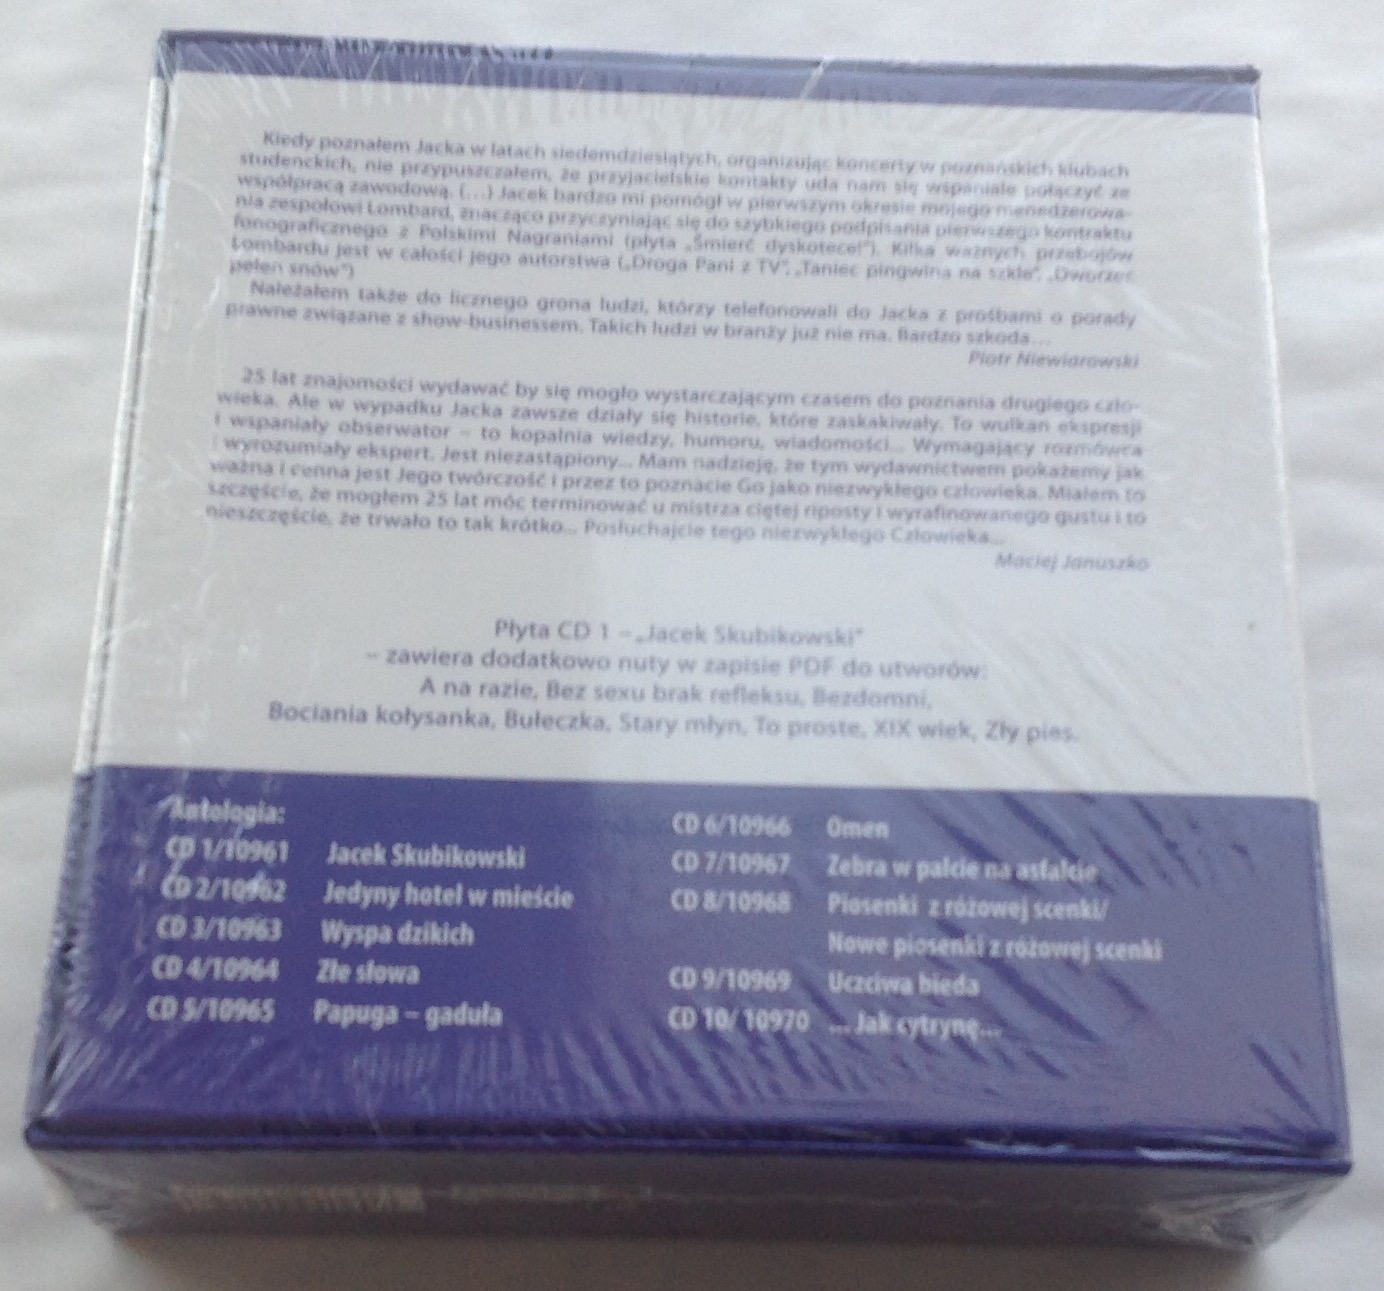 Kiedy poznałem Jacka w latach siedemdziesiątych, organizując koncerty w poznańskich klubach
studenckich, nie przypuszczałem, że przyjacielskie kontakty uda nam się wspaniale połączyć ze
współpracą zawodową. (...) Jacek bardzo mi pomógł w pierwszym okresie mojego menedżerowa-
nia zespołowi Lombard, znacząco przyczyniając się do szybkiego podpisania pierwszego kontraktu
fonograficznego z Polskimi Nagraniami (płyta „Śmierć dyskotece!”). Kilka ważnych przebojów
Lombardu jest w całości jego autorstwa („Droga Pani z TV”, „Taniec pingwina na szkle”, „Dworzec
pełen snów”)
Należałem także do licznego grona ludzi, którzy telefonowali do Jacka z prośbami o porady
prawne związane z show-businessem. Takich ludzi w branży już nie ma. Bardzo szkoda...
Piotr Niewiarowski
25 lat znajomości wydawać by się mogło wystarczającym czasem do poznania drugiego czło-
wieka. Ale w wypadku Jacka zawsze działy się historie, które zaskakiwały. To wulkan ekspresji
i wspaniały obserwator – to kopalnia wiedzy, humoru, wiadomości... Wymagający rozmówca
i wyrozumiały ekspert. Jest niezastąpiony... Mam nadzieję, że tym wydawnictwem pokażemy jak
ważna i cenna jest Jego twórczość i przez to poznacie Go jako niezwykłego człowieka. Miałem to
szczęście, że mogłem 25 lat móc terminować u mistrza ciętej riposty i wyrafinowanego gustu i to
nieszczęście, że trwało to tak krótko... Posłuchajcie tego niezwykłego Człowieka...
Maciej Januszko
Płyta CD 1 – „Jacek Skubikowski”
– zawiera dodatkowo nuty w zapisie PDF do utworów:
A na razie, Bez sexu brak refleksu, Bezdomni,
Bociania kołysanka, Bułeczka, Stary młyn, To proste, XIX wiek, Zły pies.
Antologia:
CD 1/10961 Jacek Skubikowski
CD 2/10962 Jedyny hotel w mieście
CD 3/10963 Wyspa dzikich
CD 4/10964 Złe słowa
CD 5/10965 Papuga – gaduła
CD 6/10966 Omen
CD 7/10967 Zebra w palcie na asfalcie
CD 8/10968 Piosenki z różowej scenki/
Nowe piosenki z różowej scenki
CD 9/10969 Uczciwa bieda
CD 10/ 10970 ... Jak cytrynę...